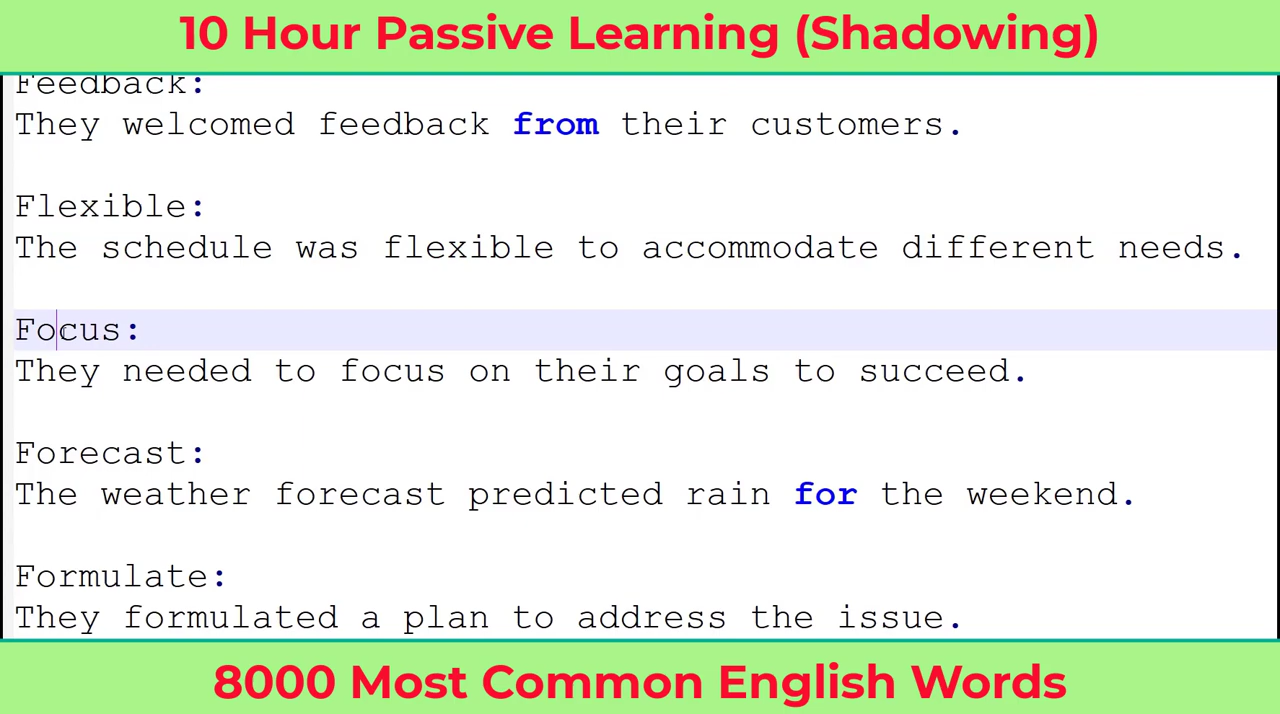 10 Hour Passive Learning (Shadowing)
Feedback:
They welcomed feedback from their customers.
Flexible:
The schedule was flexible to accommodate different needs.
Focus:
They needed to focus on their goals to succeed.
Forecast:
The weather forecast predicted rain for the weekend.
Formulate:
They formulated a plan to address the issue.
8000 Most Common English Words